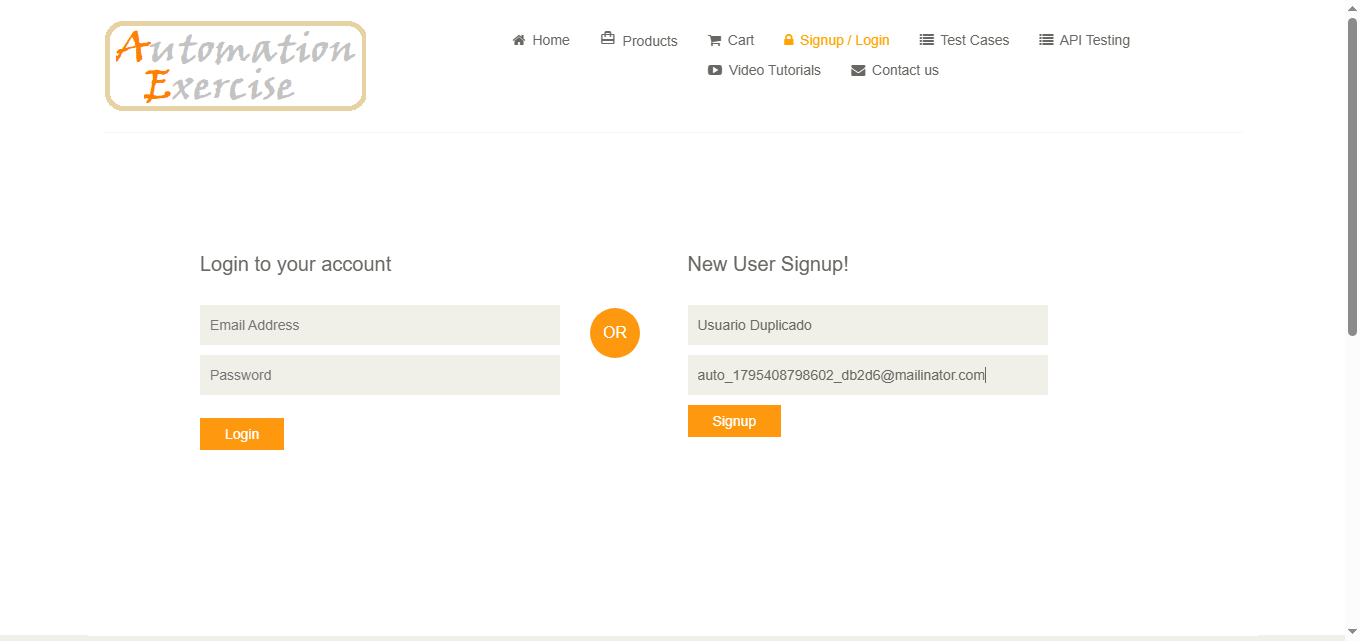 Automation
Exercise
Home Products Cart Signup / Login Test Cases API Testing
Video Tutorials Contact us
Login to your account
Email Address
Password
Login
OR
New User Signup!
Usuario Duplicado
auto_1795408798602_db2d6@mailinator.com
Signup